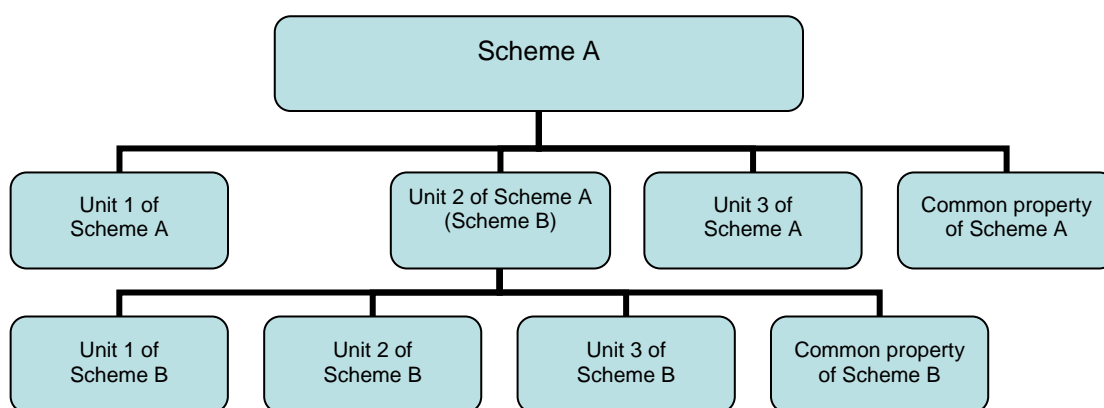 Scheme A
Unit 1 of
Scheme A
Unit 2 of Scheme A
(Scheme B)
Unit 3 of
Scheme A
Common property
of Scheme A
Unit 1 of
Scheme B
Unit 2 of
Scheme B
Unit 3 of
Scheme B
Common property
of Scheme B